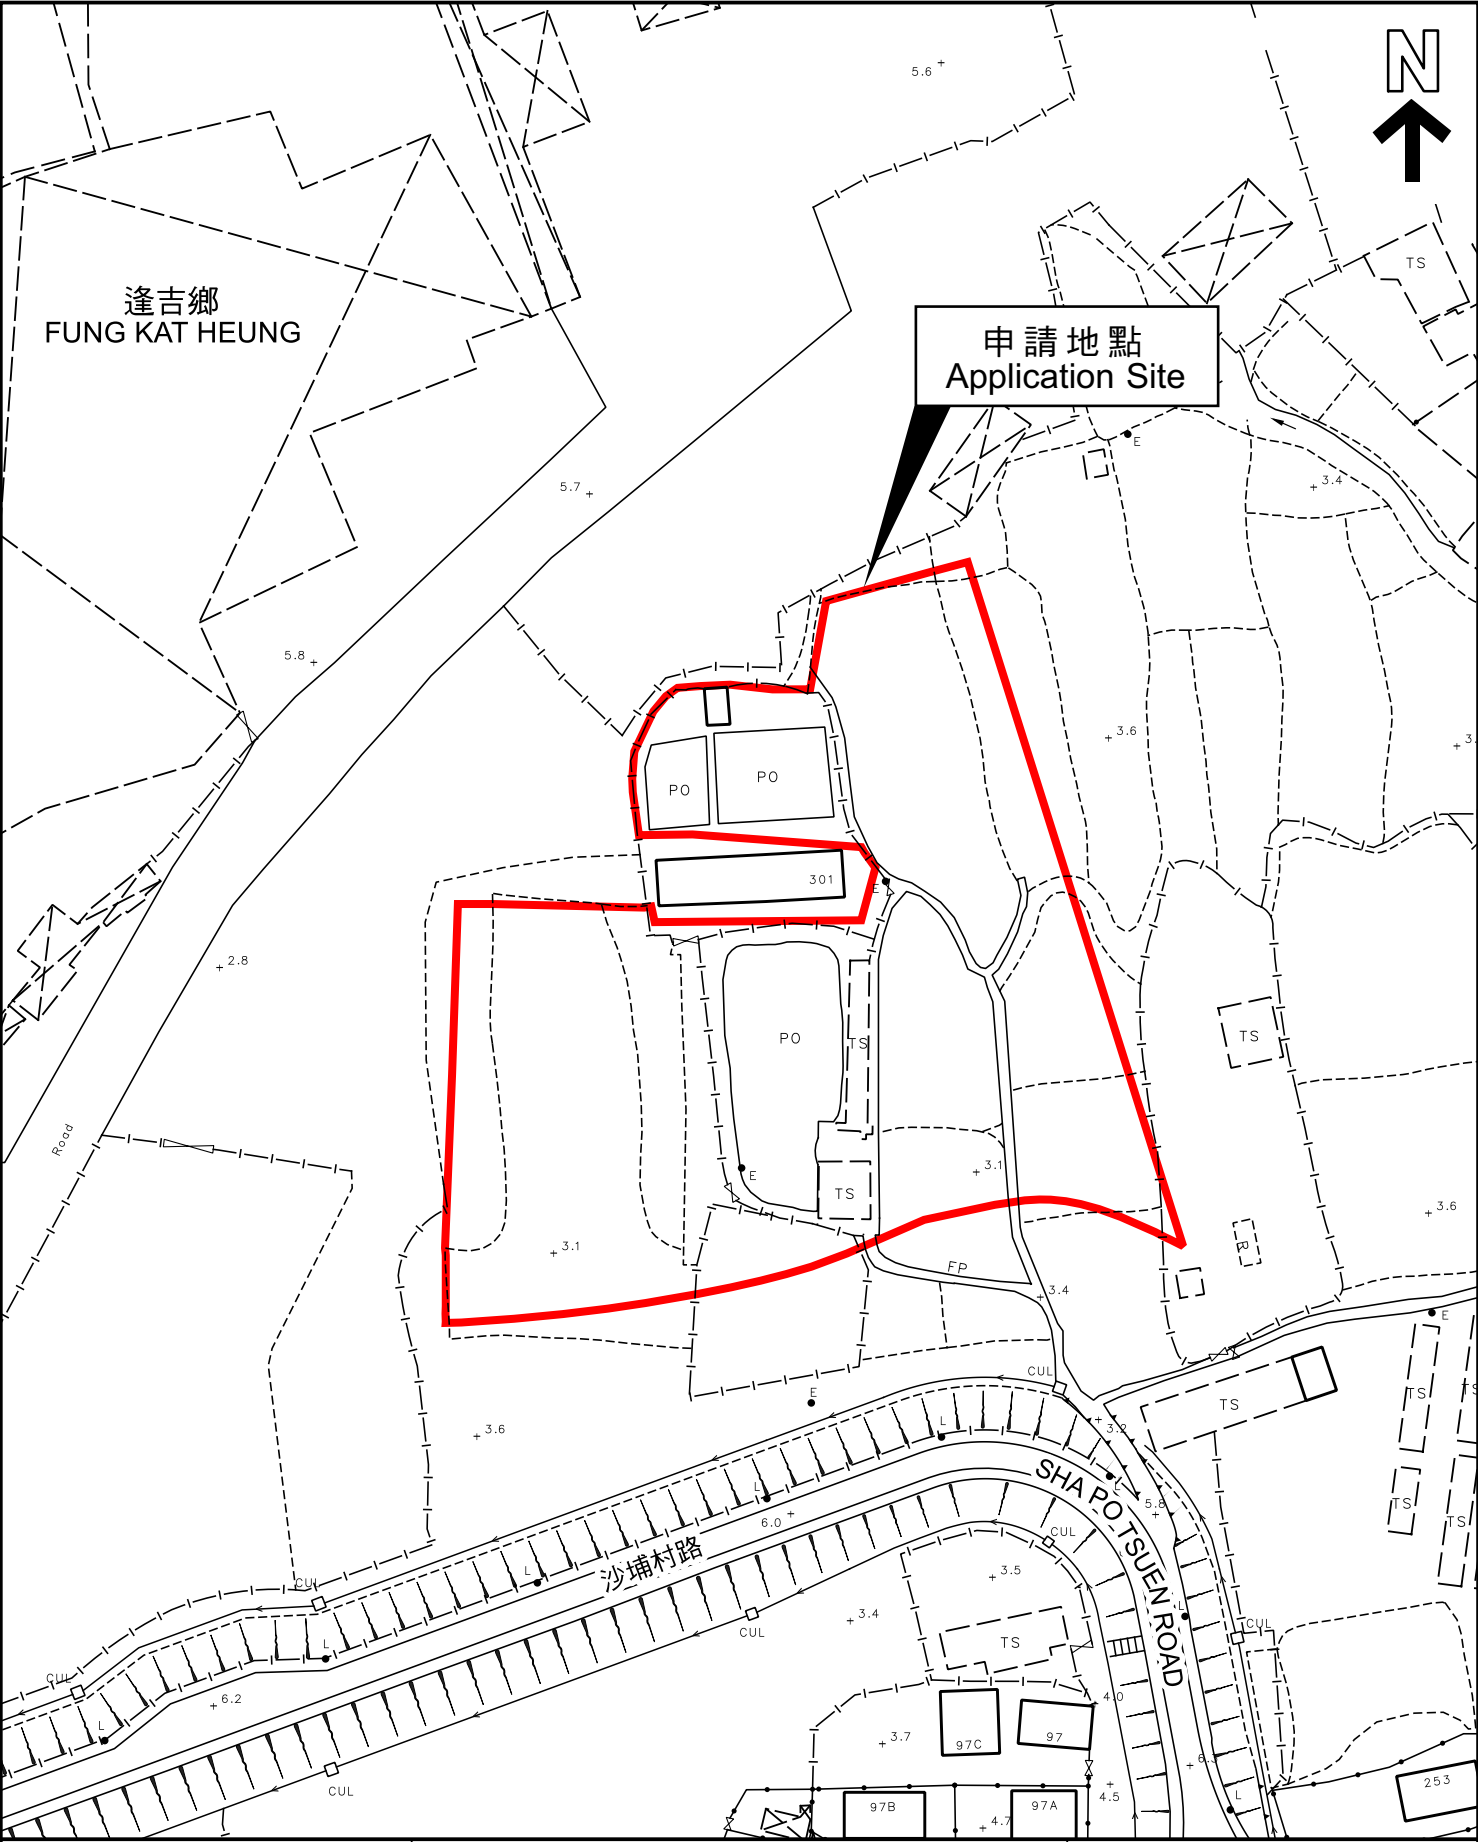 N
5.6
TS
逢吉鄉
FUNG KAT HEUNG
申請地點
Application Site
E
3.4
5.7
5.8
3.6
PO
PO
301
E
2.8
PO
TS
TS
Road
E
TS
3.1
3.6
3.1
R
FP
3.4
E
CUL
TS
TS
E
3.6
L
3.2
SHA PO TSUEN ROAD
L
L
5.8
TS
TS
6.0
CUL
沙埔村路
L
3.5
CUL
3.4
L
CUL
CUL
TS
L
CUL
6.2
4.0
L
3.7
97C
97
CUL
4.5
253
97B
97A
L
4.7